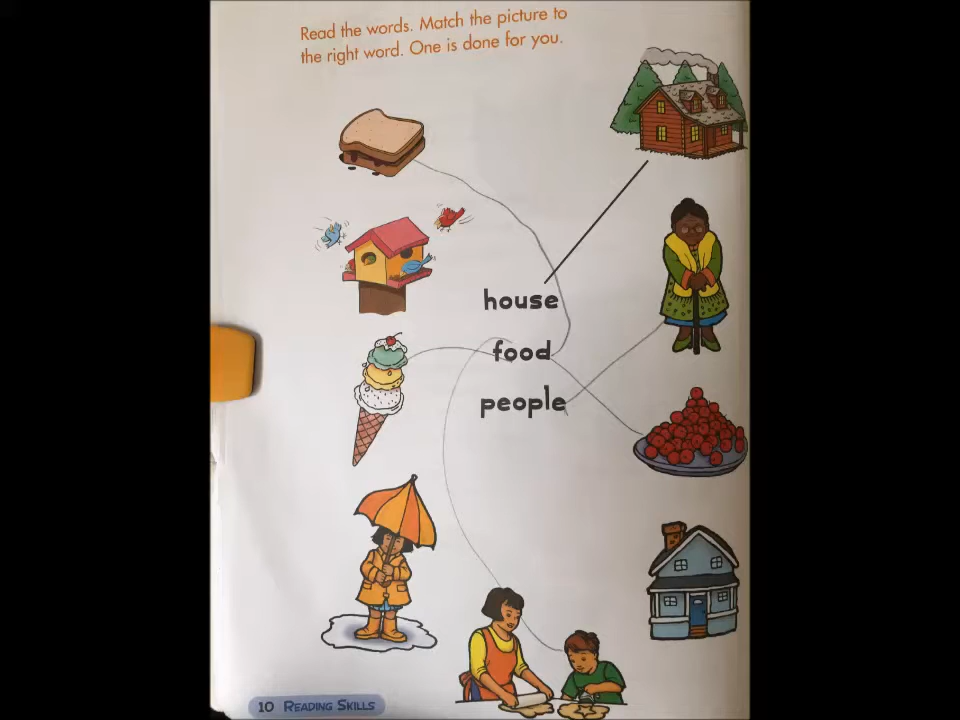 Read the words. Match the picture to
the right word. One is done for you.
house
food
people
10 READING SKILLS